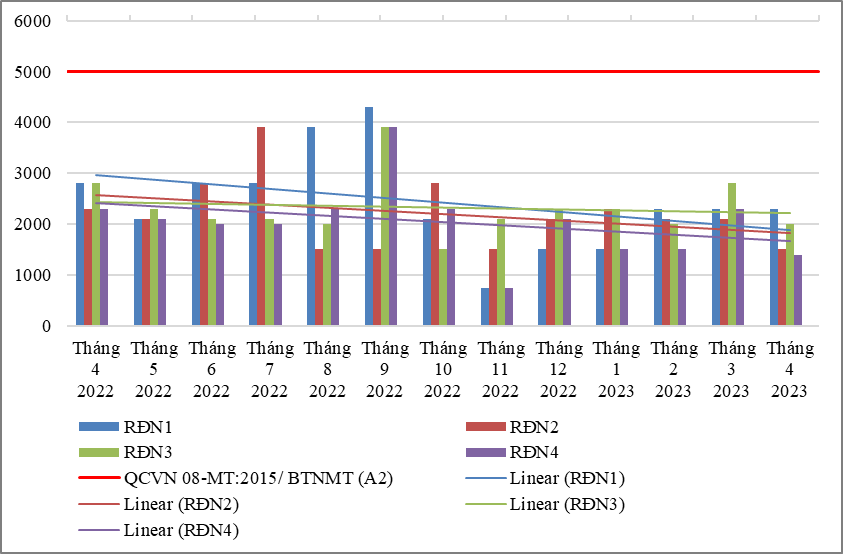 6000
5000
4000
3000
2000
1000
0
Tháng Tháng Tháng Tháng Tháng Tháng Tháng Tháng Tháng Tháng Tháng Tháng Tháng
4 5 6 7 8 9 10 11 12 1 2 3 4
2022 2022 2022 2022 2022 2022 2022 2022 2022 2023 2023 2023 2023
RĐN1 RĐN2
RĐN3 RĐN4
QCVN 08-MT:2015/ BTNMT (A2) Linear (RĐN1)
Linear (RĐN2) Linear (RĐN3)
Linear (RĐN4)